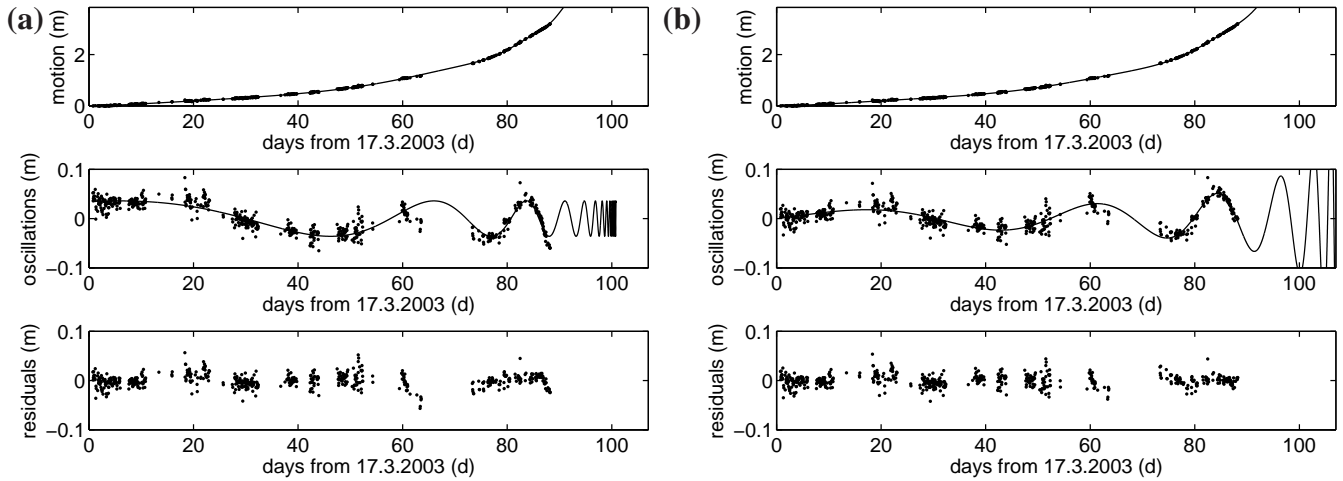 (a)
motion (m)
2
0
0 20 40 60 80 100
days from 17.3.2003 (d)
oscillations (m)
0.1
0
−0.1
0 20 40 60 80 100
days from 17.3.2003 (d)
residuals (m)
0.1
0
−0.1
0 20 40 60 80 100
days from 17.3.2003 (d)
(b)
motion (m)
2
0
0 20 40 60 80 100
days from 17.3.2003 (d)
oscillations (m)
0.1
0
−0.1
0 20 40 60 80 100
days from 17.3.2003 (d)
residuals (m)
0.1
0
−0.1
0 20 40 60 80 100
days from 17.3.2003 (d)